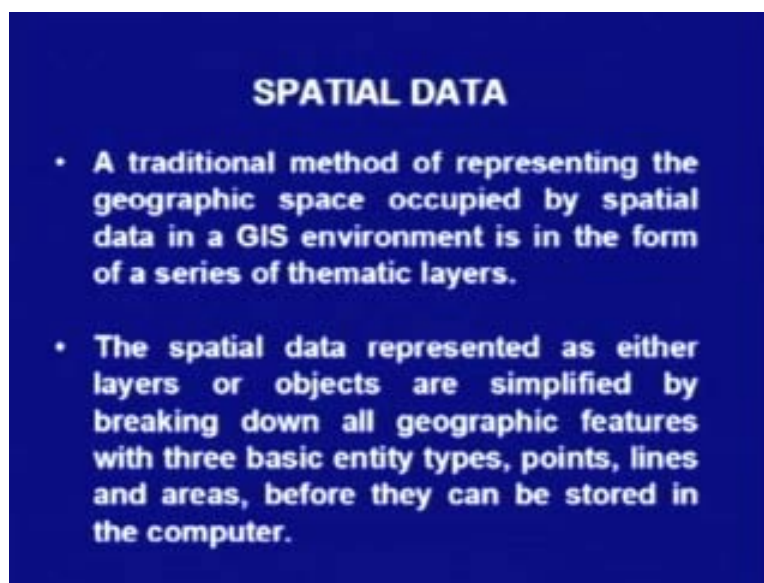 SPATIAL DATA
• A traditional method of representing the
geographic space occupied by spatial
data in a GIS environment is in the form
of a series of thematic layers.
• The spatial data represented as either
layers or objects are simplified by
breaking down all geographic features
with three basic entity types, points, lines
and areas, before they can be stored in
the computer.